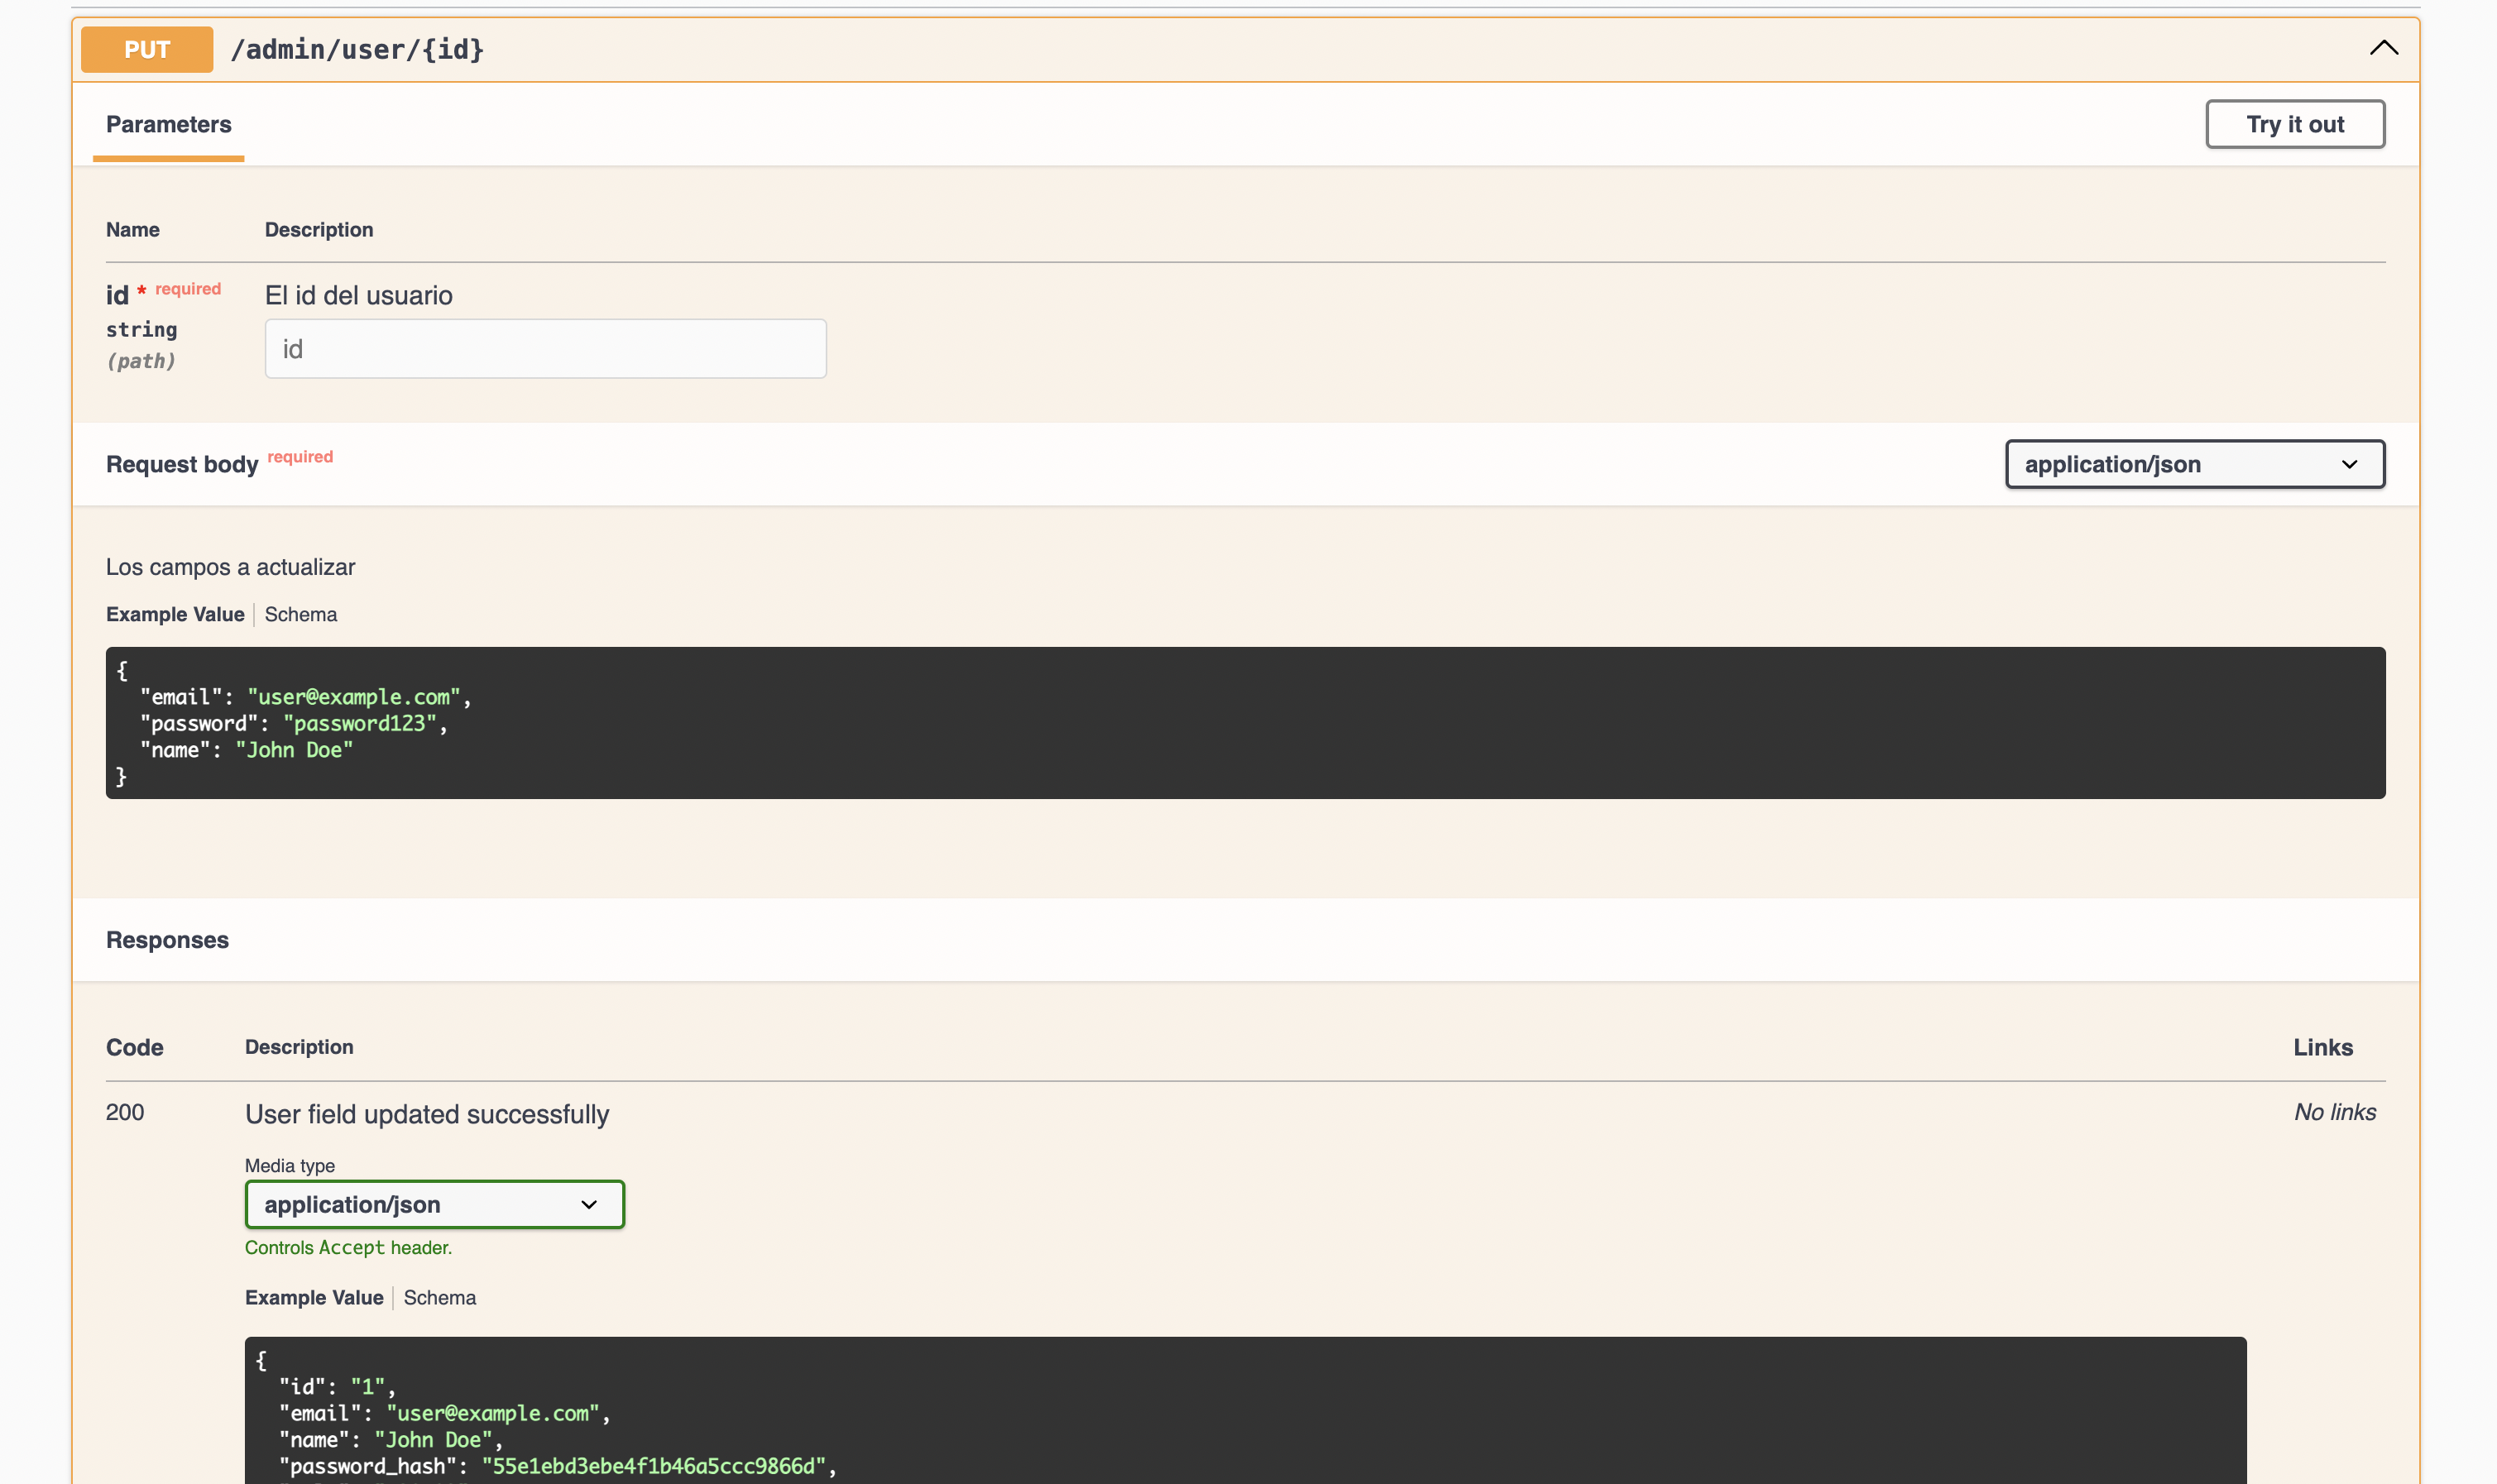 PUT /admin/user/{id}
Parameters
Try it out
Name Description
id * required El id del usuario
string
(path)
id
Request body required
application/json
Los campos a actualizar
Example Value Schema
{
"email": "user@example.com",
"password": "password123",
"name": "John Doe"
}
Responses
Code Description Links
200 User field updated successfully No links
Media type
application/json
Controls Accept header.
Example Value Schema
{
"id": "1",
"email": "user@example.com",
"name": "John Doe",
"password_hash": "55e1ebd3ebe4f1b46a5ccc9866d",